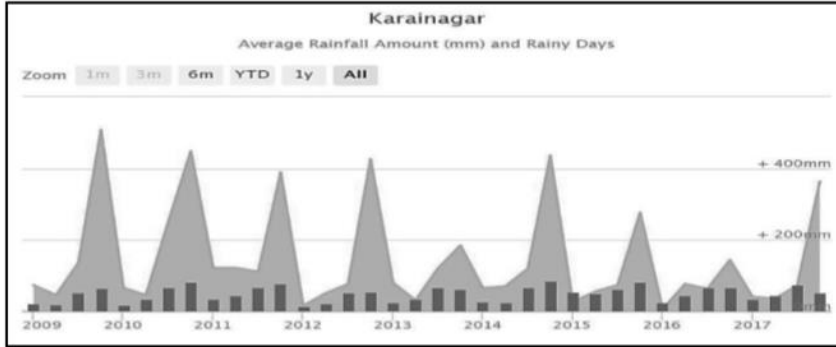 Karainagar
Average Rainfall Amount (mm) and Rainy Days
Zoom 1m 3m 6m YTD 1y All
+ 400mm
+ 200mm
2009 2010 2011 2012 2013 2014 2015 2016 2017